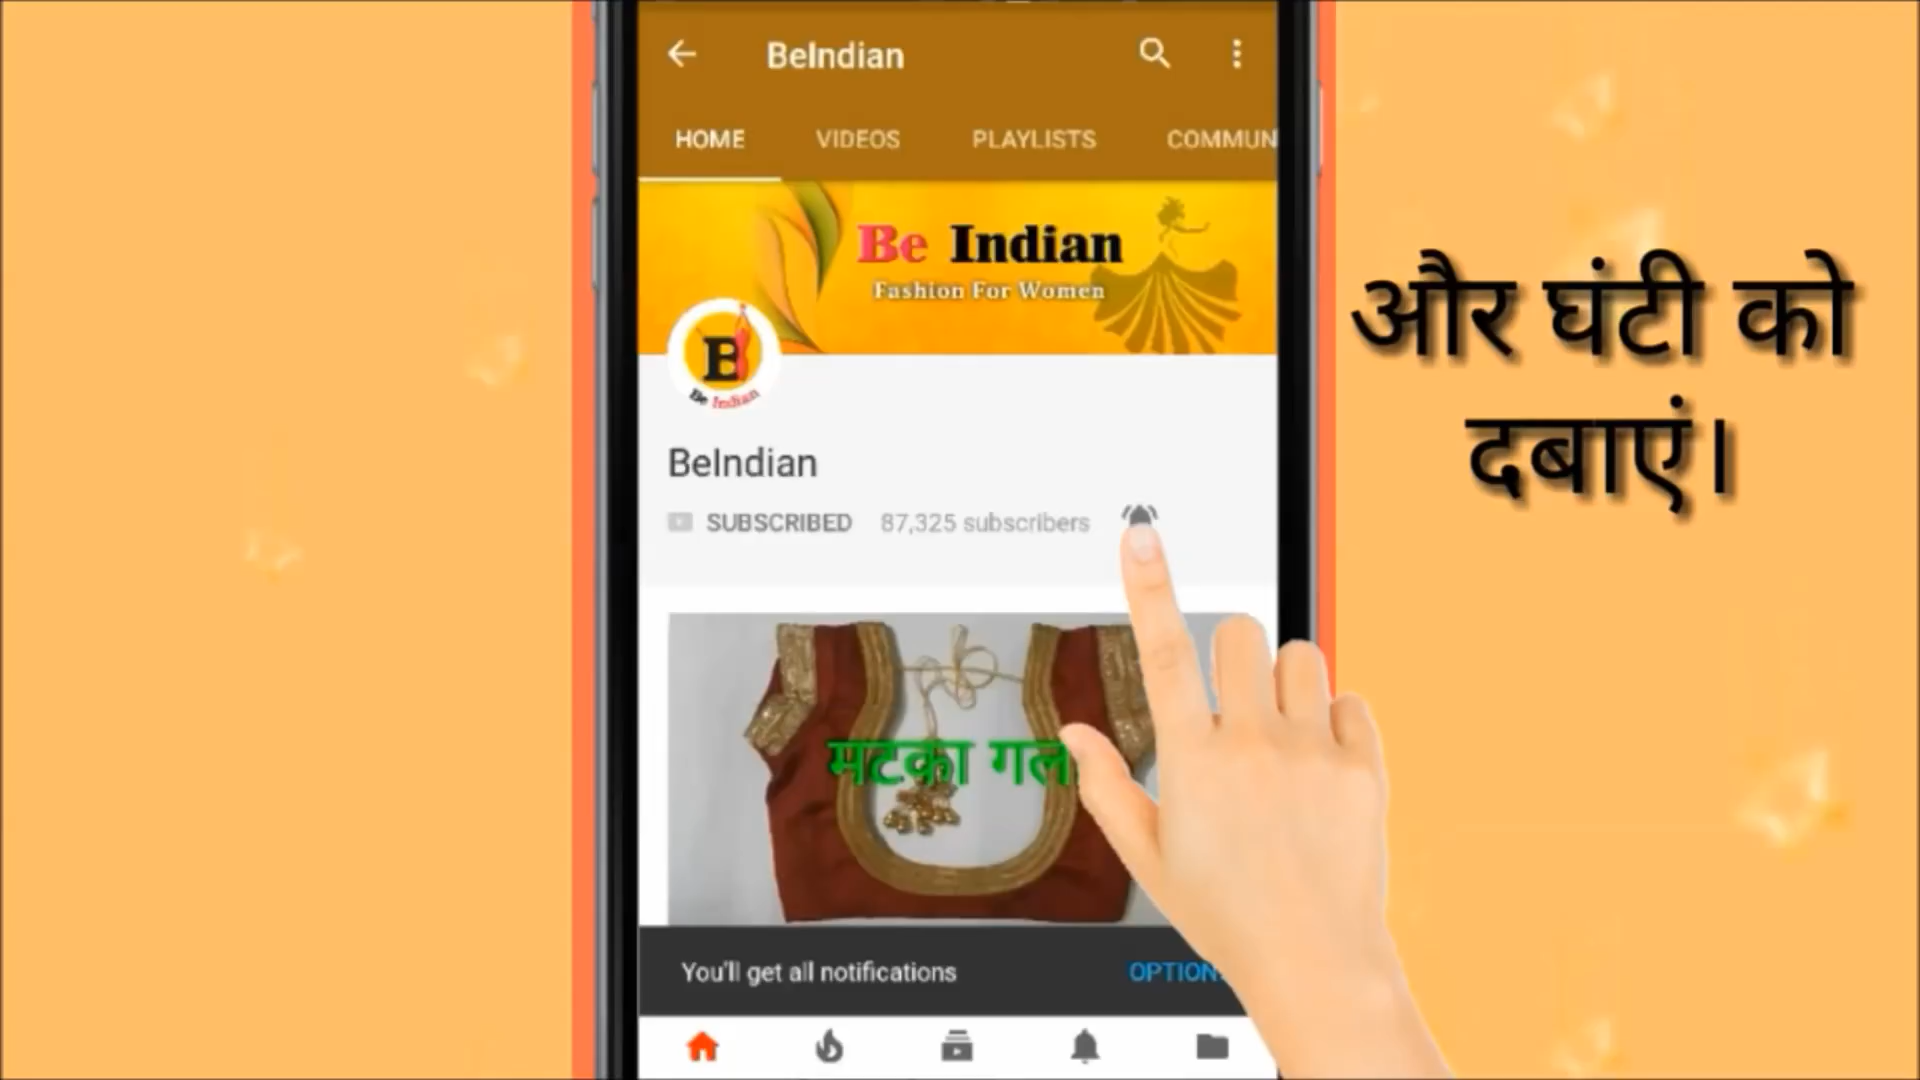 BeIndian
HOME VIDEOS PLAYLISTS COMMUN
Be Indian
Fashion For Women
B
Be Indian
BeIndian
SUBSCRIBED 87,325 subscribers
और घंटी को
दबाएं।
मटका गल
You'll get all notifications OPTION